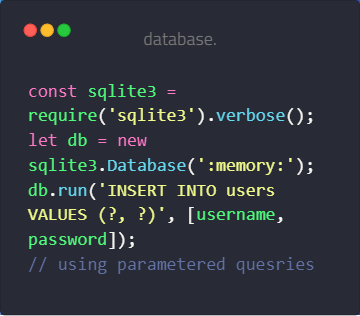 database.
const sqlite3 =
require('sqlite3').verbose();
let db = new
sqlite3.Database(':memory:');
db.run('INSERT INTO users
VALUES (?, ?)', [username,
password]);
// using parametered quesries